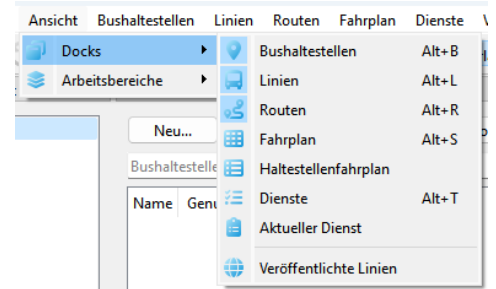 Ansicht Bushaltestellen Linien Routen Fahrplan Dienste
Docks
Arbeitsbereiche
Bushaltestellen Alt+B
Linien Alt+L
Routen Alt+R
Fahrplan Alt+S
Haltestellenfahrplan
Dienste Alt+T
Aktueller Dienst
Veröffentlichte Linien
Neu...
Bushaltestelle
Name